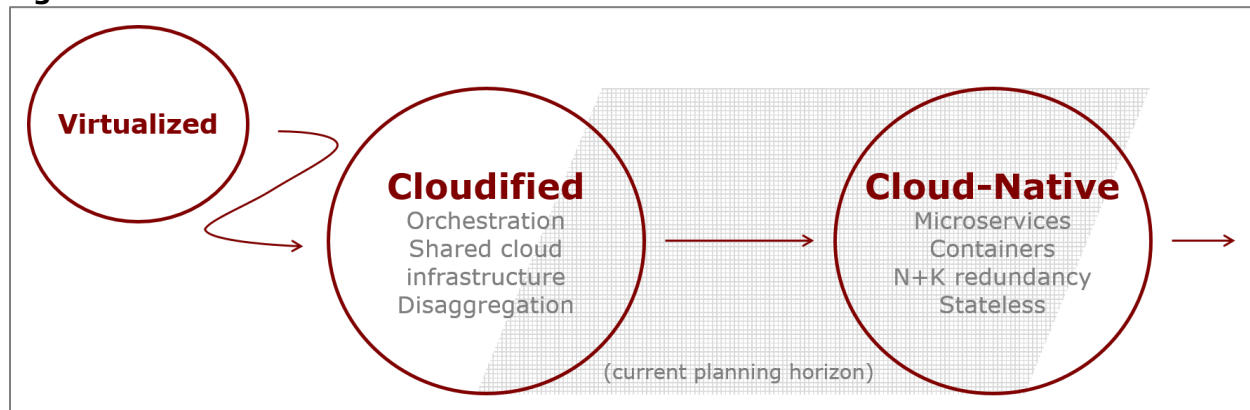 Virtualized
Cloudified
Orchestration
Shared cloud
infrastructure
Disaggregation
Cloud-Native
Microservices
Containers
N+K redundancy
Stateless
(current planning horizon)